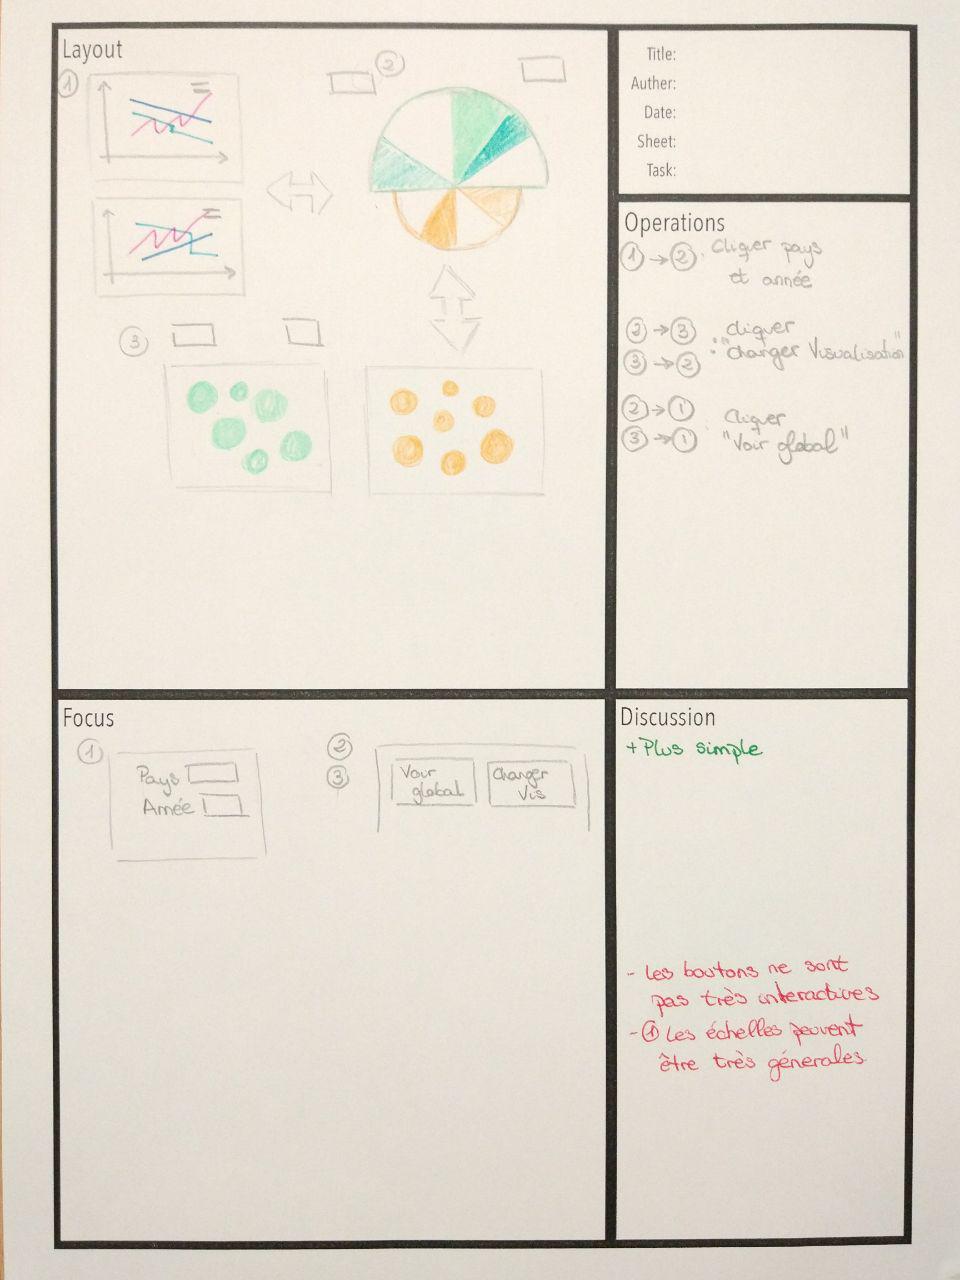 Layout
1
2
3
Title:
Auther:
Date:
Sheet:
Task:
Operations
1 → 2 . Cliquer pays
et année
2 → 3 cliquer
3 → 2 : "changer Visualisation"
2 → 1 Cliquer
3 → 1 "Voir global"
Focus
1
Pays
Année
2
3
Voir
global
Changer
Vis
Discussion
+ Plus simple
- Les boutons ne sont
pas très interactives
- 1 Les échelles peuvent
être très génerales